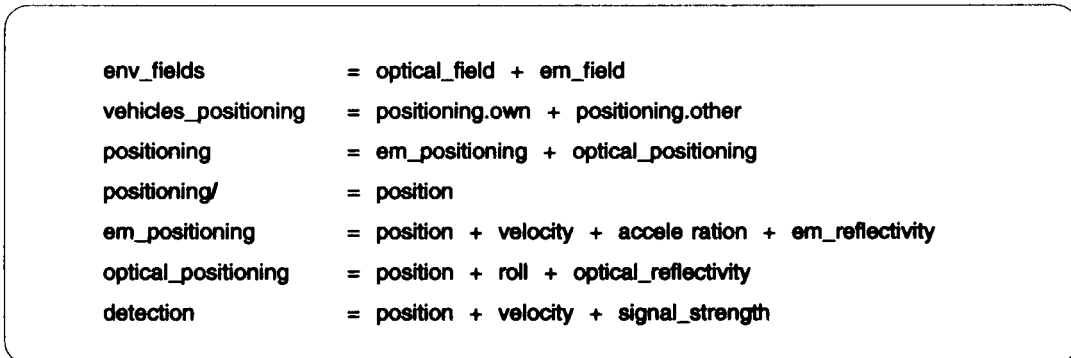 env_fields = optical_field + em_field
vehicles_positioning = positioning.own + positioning.other
positioning = em_positioning + optical_positioning
positioning/ = position
em_positioning = position + velocity + accele ration + em_reflectivity
optical_positioning = position + roll + optical_reflectivity
detection = position + velocity + signal_strength